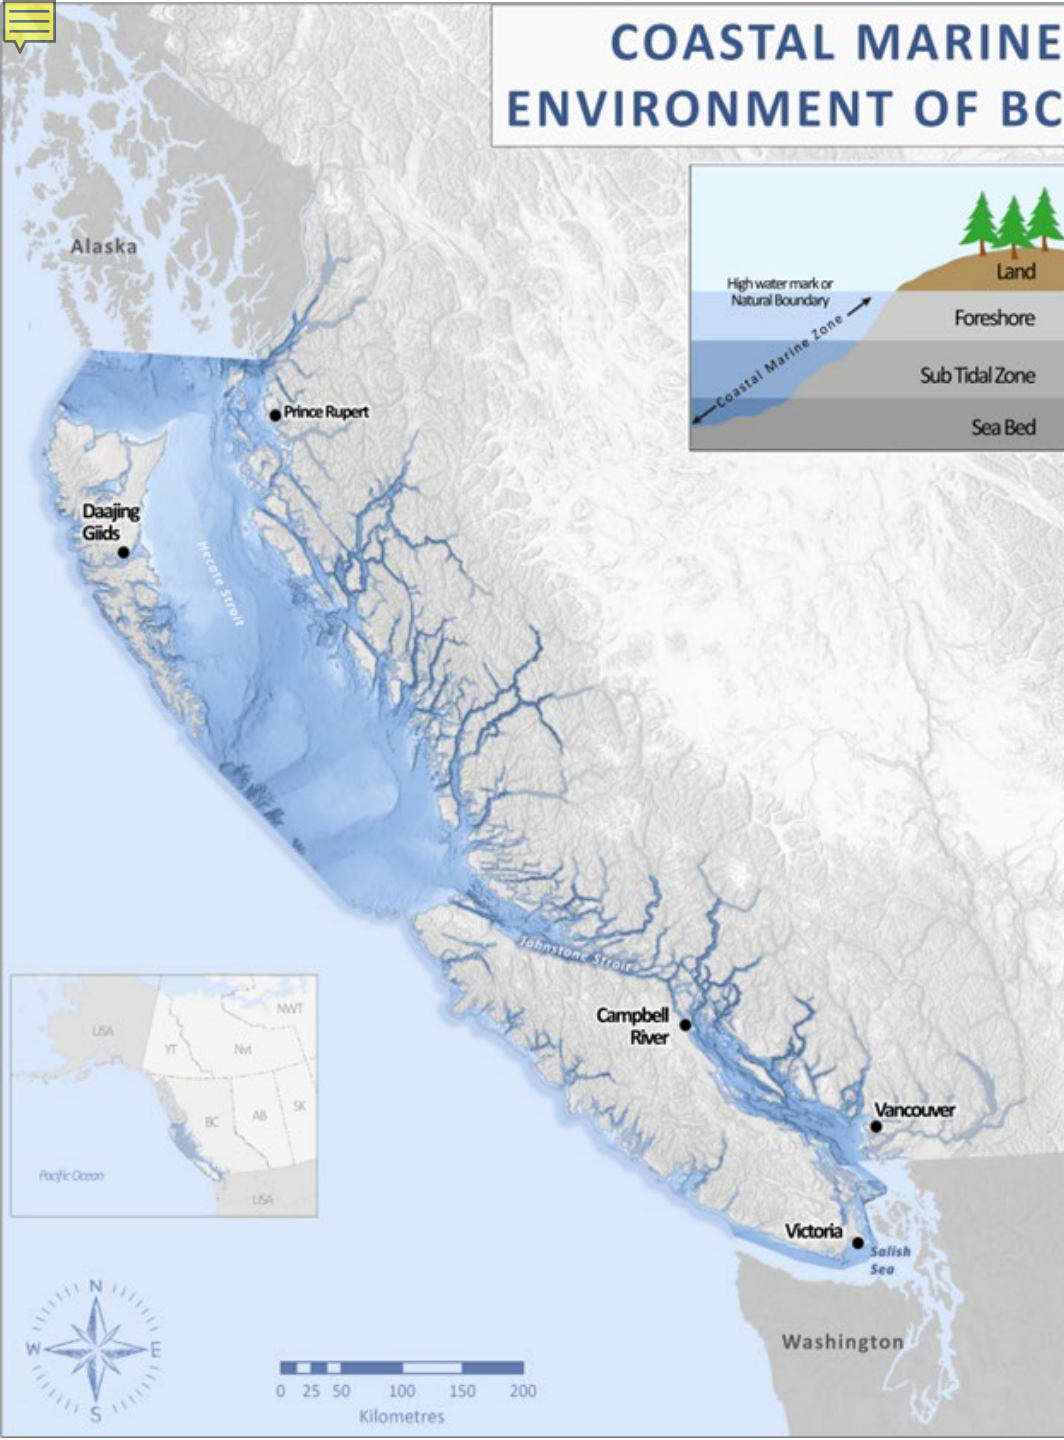 COASTAL MARINE
ENVIRONMENT OF BC
Alaska
High water mark or
Natural Boundary
Coastal Marine Zone
Land
Foreshore
Sub Tidal Zone
Sea Bed
Prince Rupert
Daajing
Giids
Hecate Strait
Johnstone Strait
Campbell
River
Vancouver
Victoria
Salish
Sea
Washington
USA
YT
NWT
Nvt
BC
AB
SK
Pacific Ocean
USA
N
W
E
S
0 25 50 100 150 200
Kilometres